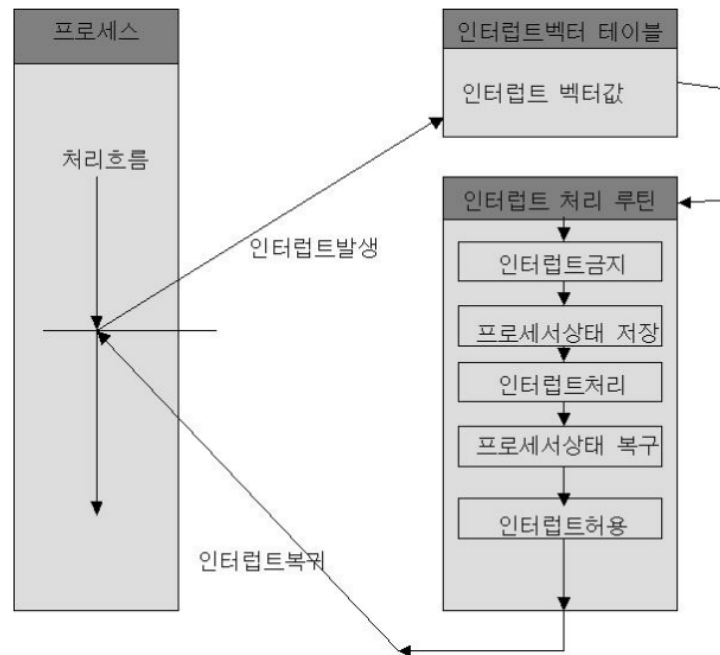 프로세스
처리흐름
인터럽트발생
인터럽트복귀
인터럽트벡터 테이블
인터럽트 벡터값
인터럽트 처리 루틴
인터럽트금지
프로세서상태 저장
인터럽트처리
프로세서상태 복구
인터럽트허용